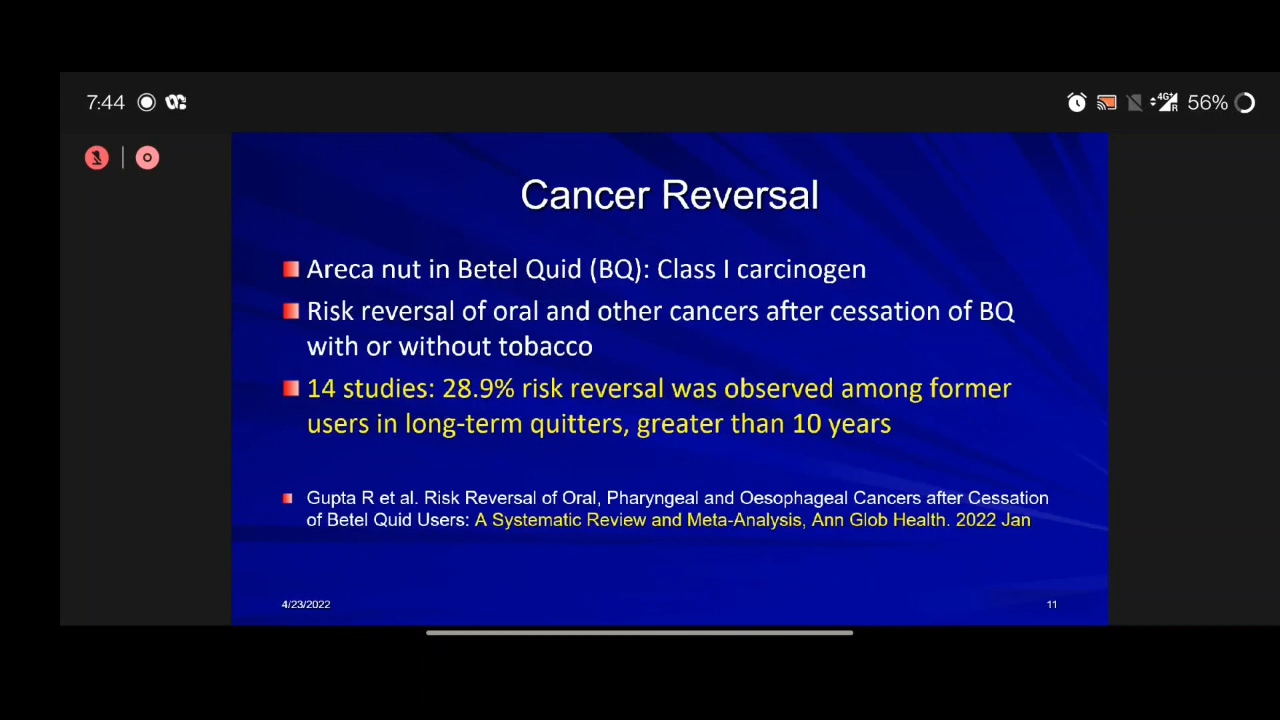 7:44
4G+
R
56%
Cancer Reversal
Areca nut in Betel Quid (BQ): Class I carcinogen
Risk reversal of oral and other cancers after cessation of BQ
with or without tobacco
14 studies: 28.9% risk reversal was observed among former
users in long-term quitters, greater than 10 years
Gupta R et al. Risk Reversal of Oral, Pharyngeal and Oesophageal Cancers after Cessation
of Betel Quid Users: A Systematic Review and Meta-Analysis, Ann Glob Health. 2022 Jan
4/23/2022
11